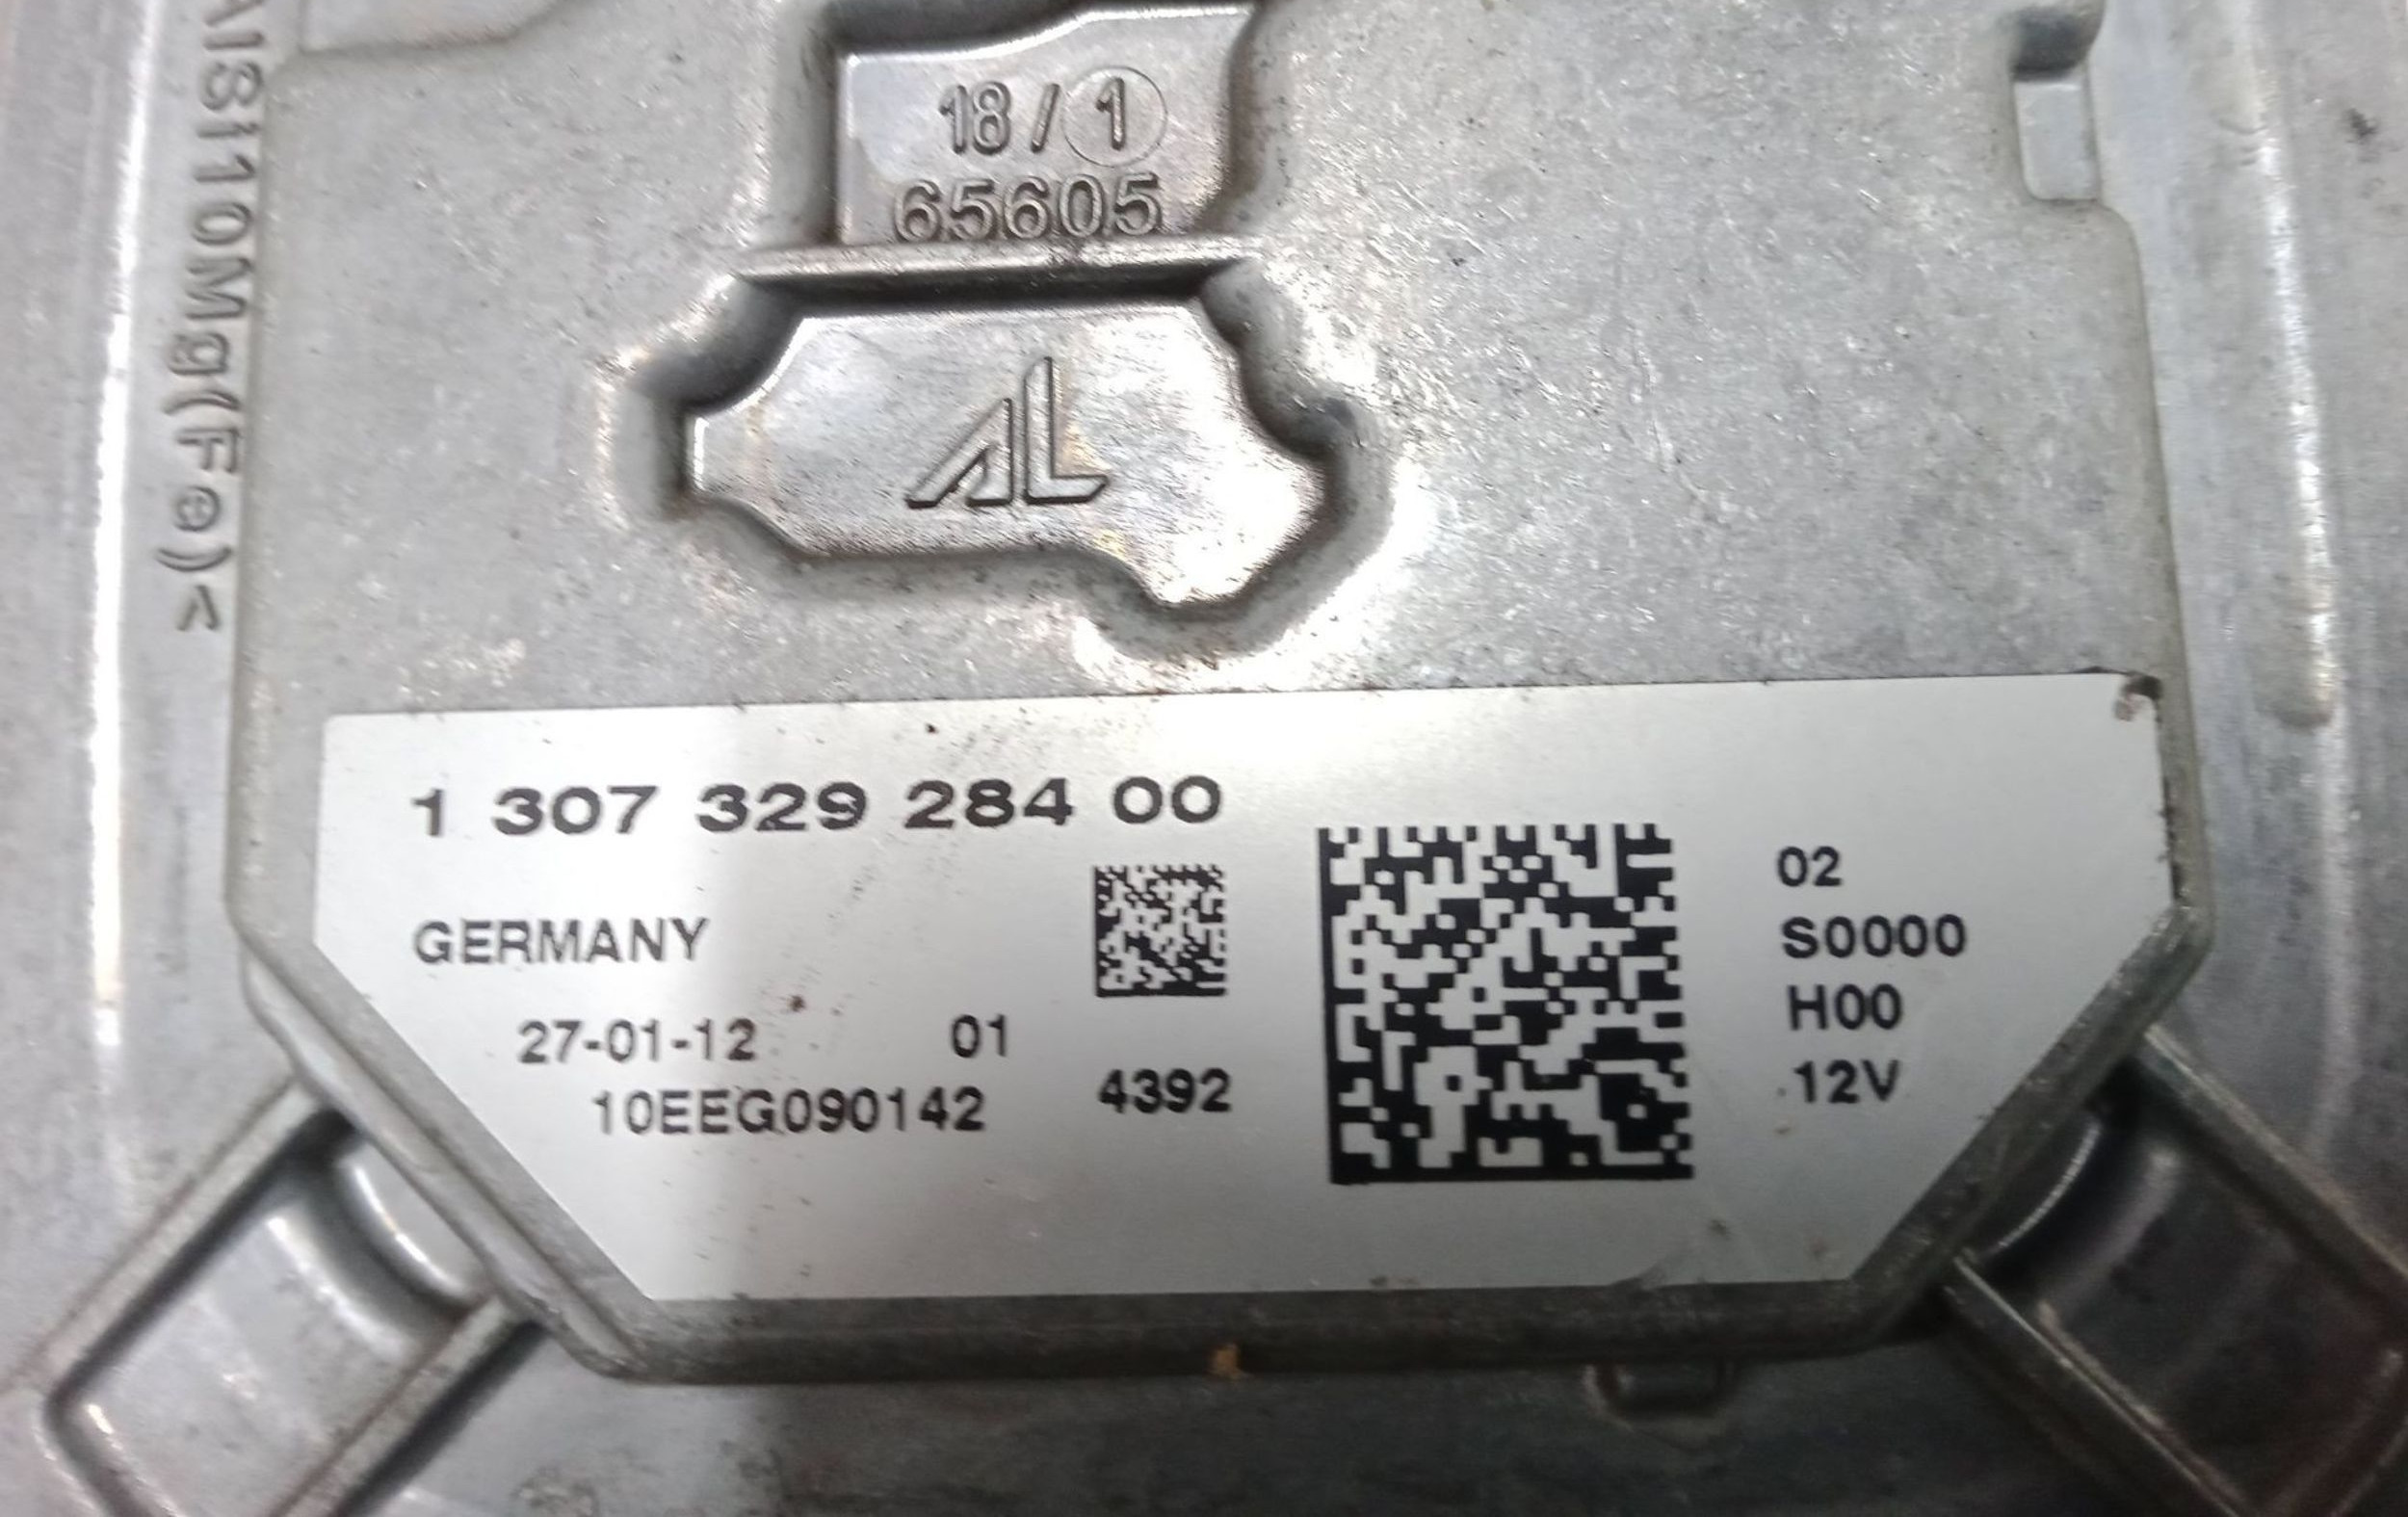 AlSi10Mg(Fe)<
18 / 1
65605
AL
1 307 329 284 00
GERMANY
27-01-12 01
10EEG090142 4392
02
S0000
H00
12V